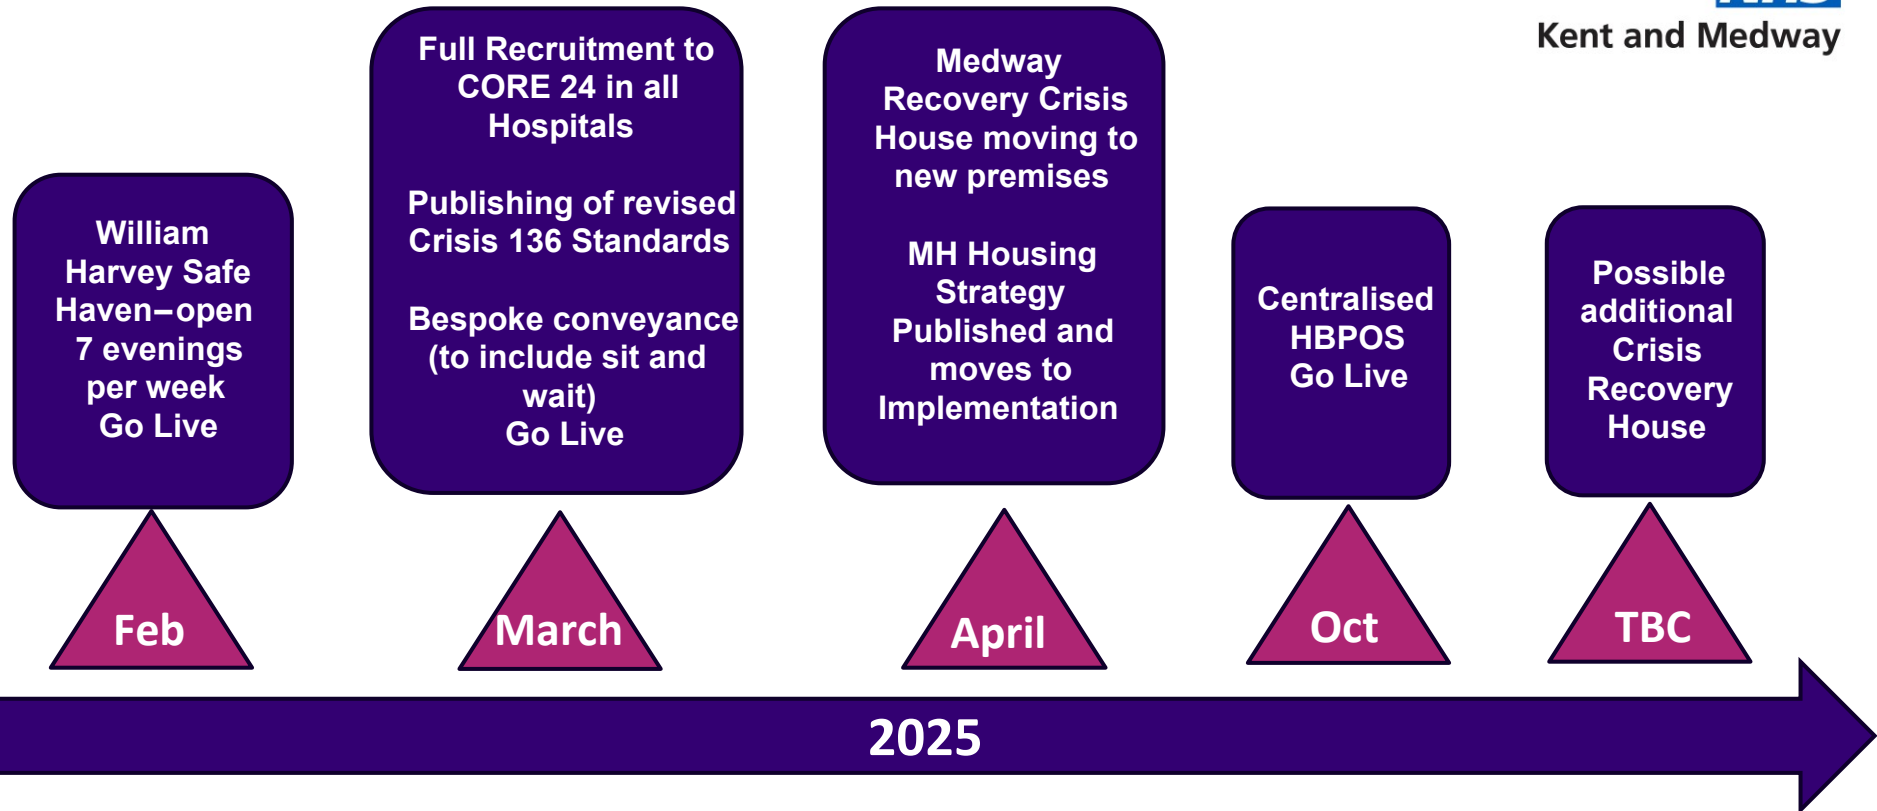 NHS
Kent and Medway
William
Harvey Safe
Haven–open
7 evenings
per week
Go Live
Full Recruitment to
CORE 24 in all
Hospitals
Publishing of revised
Crisis 136 Standards
Bespoke conveyance
(to include sit and
wait)
Go Live
Medway
Recovery Crisis
House moving to
new premises
MH Housing
Strategy
Published and
moves to
Implementation
Centralised
HBPOS
Go Live
Possible
additional
Crisis
Recovery
House
Feb
March
April
Oct
TBC
2025